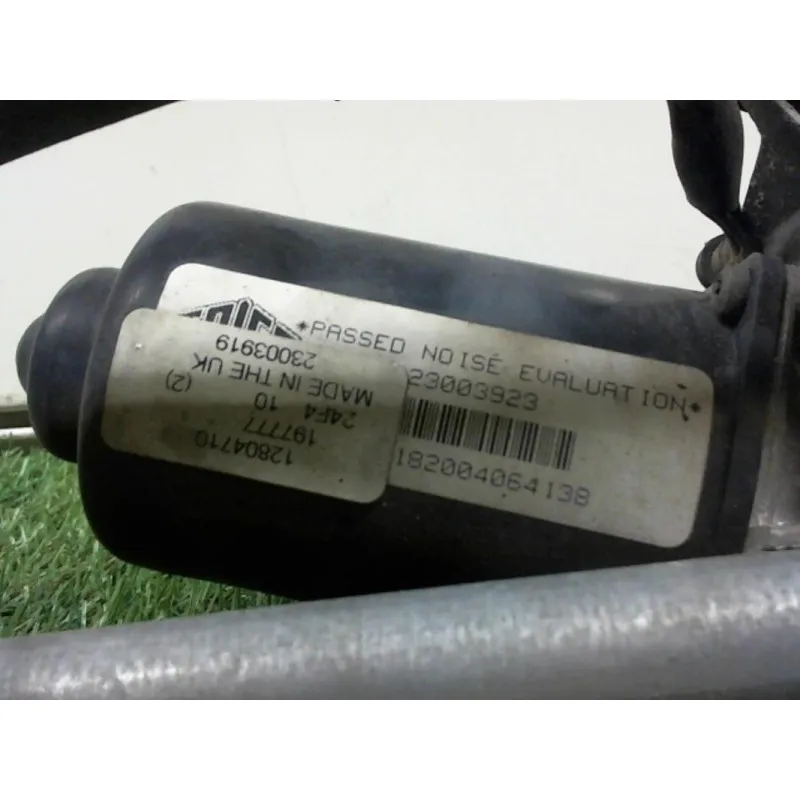 *PASSED NOISE EVALUATION*
23003923
182004064138
12804710
197777
24F4 10 (2)
MADE IN THE UK
23003919